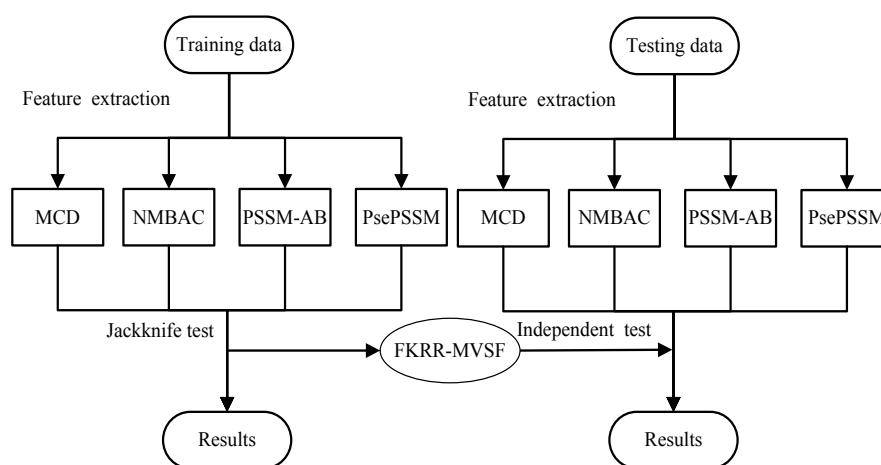 Training data
Testing data
Feature extraction
Feature extraction
MCD
NMBAC
PSSM-AB
PsePSSM
MCD
NMBAC
PSSM-AB
PsePSSM
Jackknife test
FKRR-MVSF
Independent test
Results
Results